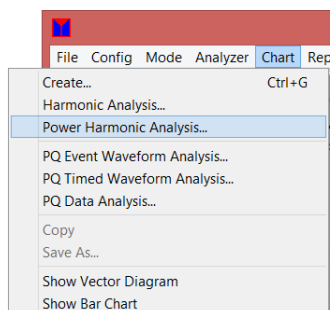 File Config Mode Analyzer Chart Rep
Create... Ctrl+G
Harmonic Analysis...
Power Harmonic Analysis...
PQ Event Waveform Analysis...
PQ Timed Waveform Analysis...
PQ Data Analysis...
Copy
Save As...
Show Vector Diagram
Show Bar Chart